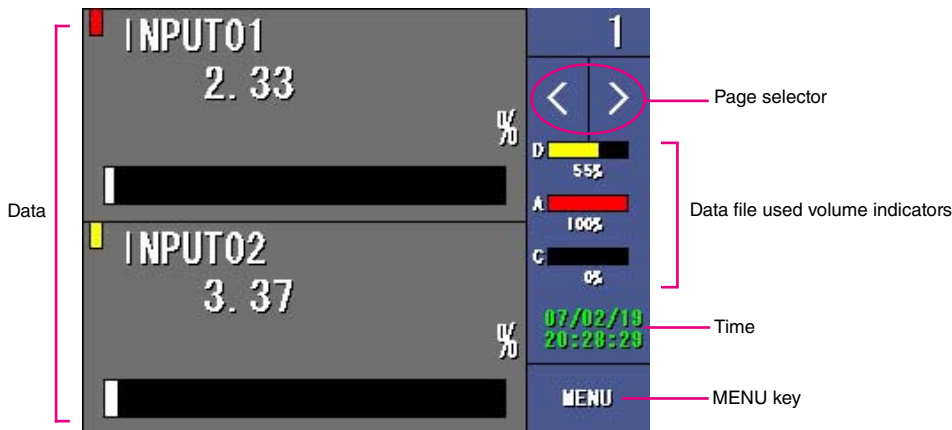 Data
INPUT01
2.33
%
INPUT02
3.37
%
1
< >
D
55%
A
100%
C
0%
07/02/19
20:28:29
MENU
Page selector
Data file used volume indicators
Time
MENU key